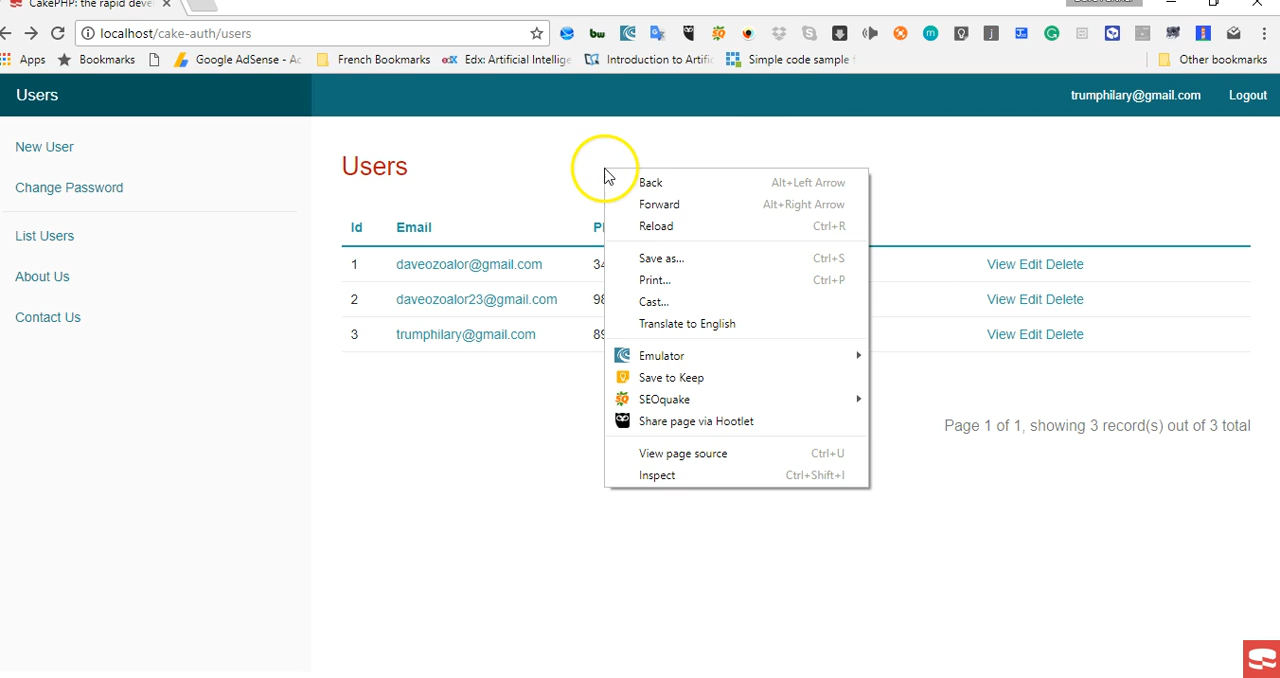 CakePHP: the rapid deve
localhost/cake-auth/users
Apps Bookmarks Google AdSense - Ac French Bookmarks Edx: Artificial Intellige Introduction to Artific Simple code sample Other bookmarks
Users trumphilary@gmail.com Logout
New User
Change Password
List Users
About Us
Contact Us
Users
Id Email
1 daveozoalor@gmail.com 34 View Edit Delete
2 daveozoalor23@gmail.com 98 View Edit Delete
3 trumphilary@gmail.com 89 View Edit Delete
Page 1 of 1, showing 3 record(s) out of 3 total
Back Alt+Left Arrow
Forward Alt+Right Arrow
Reload Ctrl+R
Save as... Ctrl+S
Print... Ctrl+P
Cast...
Translate to English
Emulator
Save to Keep
SEOquake
Share page via Hootlet
View page source Ctrl+U
Inspect Ctrl+Shift+I